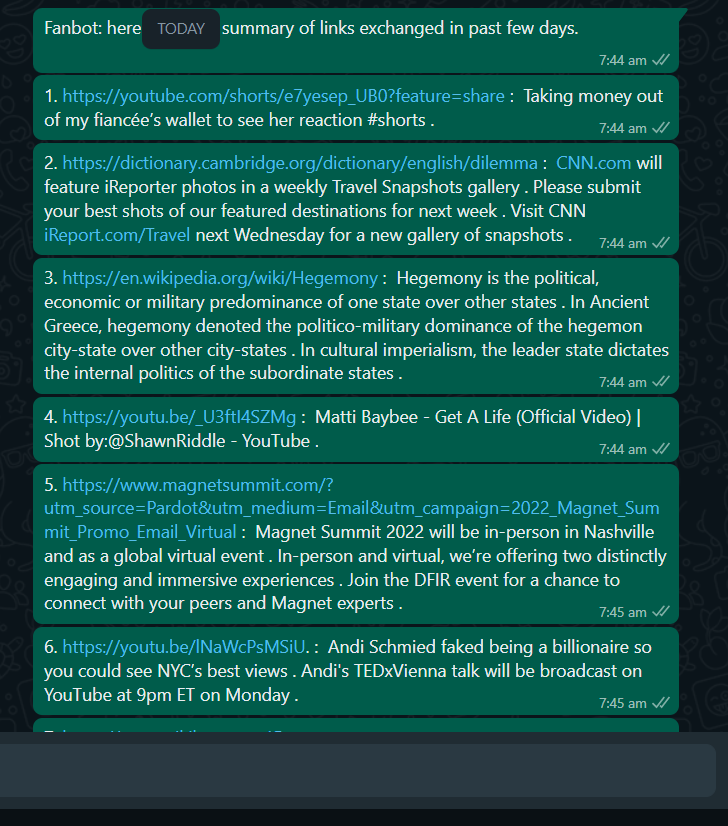 Fanbot: here TODAY summary of links exchanged in past few days.
7:44 am
1. https://youtube.com/shorts/e7yesep_UB0?feature=share : Taking money out
of my fiancée’s wallet to see her reaction #shorts .
7:44 am
2. https://dictionary.cambridge.org/dictionary/english/dilemma : CNN.com will
feature iReporter photos in a weekly Travel Snapshots gallery . Please submit
your best shots of our featured destinations for next week . Visit CNN
iReport.com/Travel next Wednesday for a new gallery of snapshots .
7:44 am
3. https://en.wikipedia.org/wiki/Hegemony : Hegemony is the political,
economic or military predominance of one state over other states . In Ancient
Greece, hegemony denoted the politico-military dominance of the hegemon
city-state over other city-states . In cultural imperialism, the leader state dictates
the internal politics of the subordinate states .
7:44 am
4. https://youtu.be/_U3ftI4SZMg : Matti Baybee - Get A Life (Official Video) |
Shot by:@ShawnRiddle - YouTube .
7:44 am
5. https://www.magnetsummit.com/?
utm_source=Pardot&utm_medium=Email&utm_campaign=2022_Magnet_Sum
mit_Promo_Email_Virtual : Magnet Summit 2022 will be in-person in Nashville
and as a global virtual event . In-person and virtual, we’re offering two distinctly
engaging and immersive experiences . Join the DFIR event for a chance to
connect with your peers and Magnet experts .
7:45 am
6. https://youtu.be/lNaWcPsMSiU. : Andi Schmied faked being a billionaire so
you could see NYC’s best views . Andi's TEDxVienna talk will be broadcast on
YouTube at 9pm ET on Monday .
7:45 am